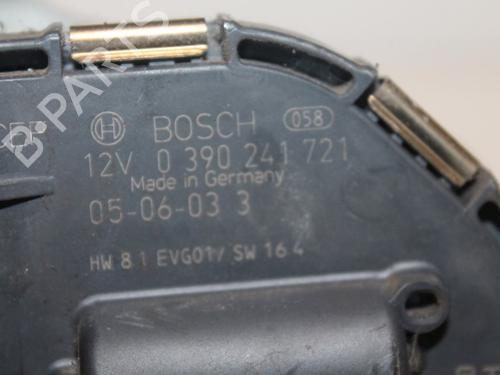 BOSCH 058
12V 0 390 241 721
Made in Germany
05-06-03 3
HW 8 1 EVG01/ SW 16 4
B-PARTS